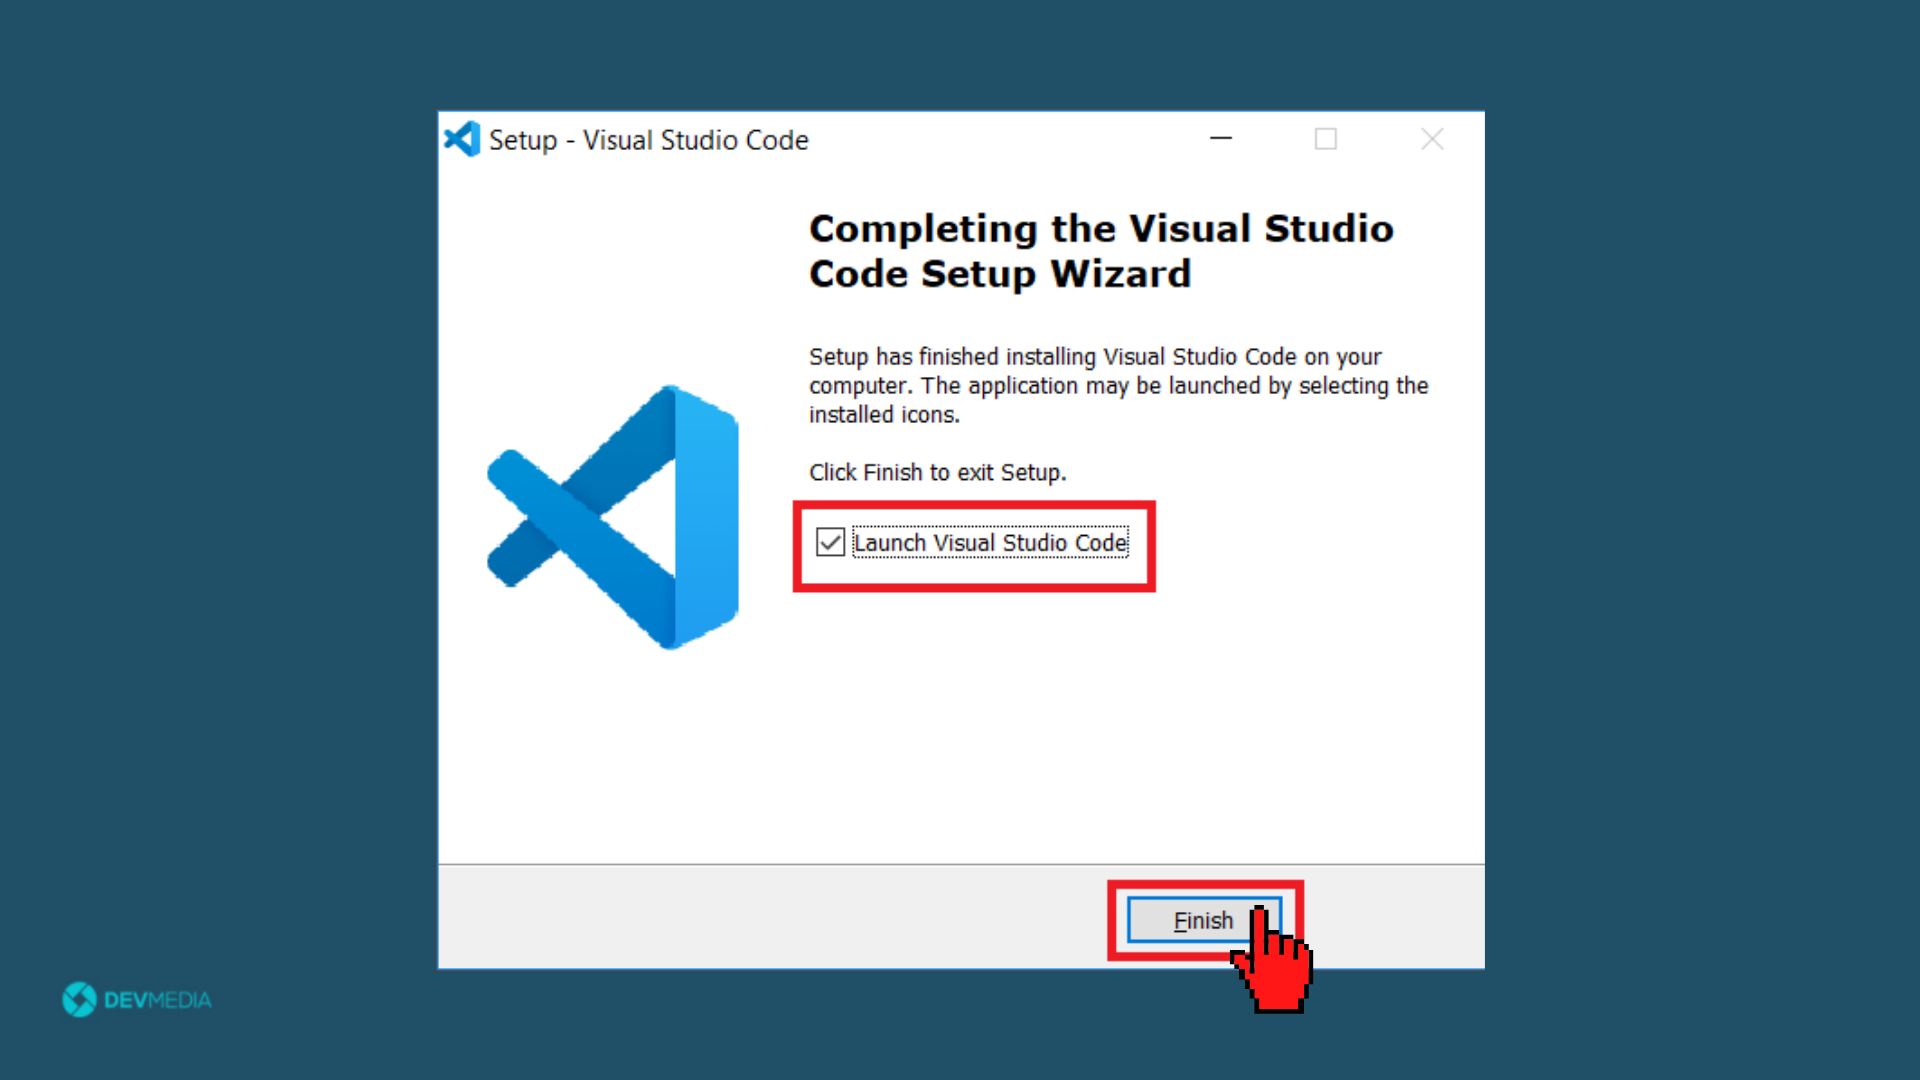 Setup - Visual Studio Code
Completing the Visual Studio
Code Setup Wizard
Setup has finished installing Visual Studio Code on your
computer. The application may be launched by selecting the
installed icons.
Click Finish to exit Setup.
Launch Visual Studio Code
Finish
DEVMEDIA